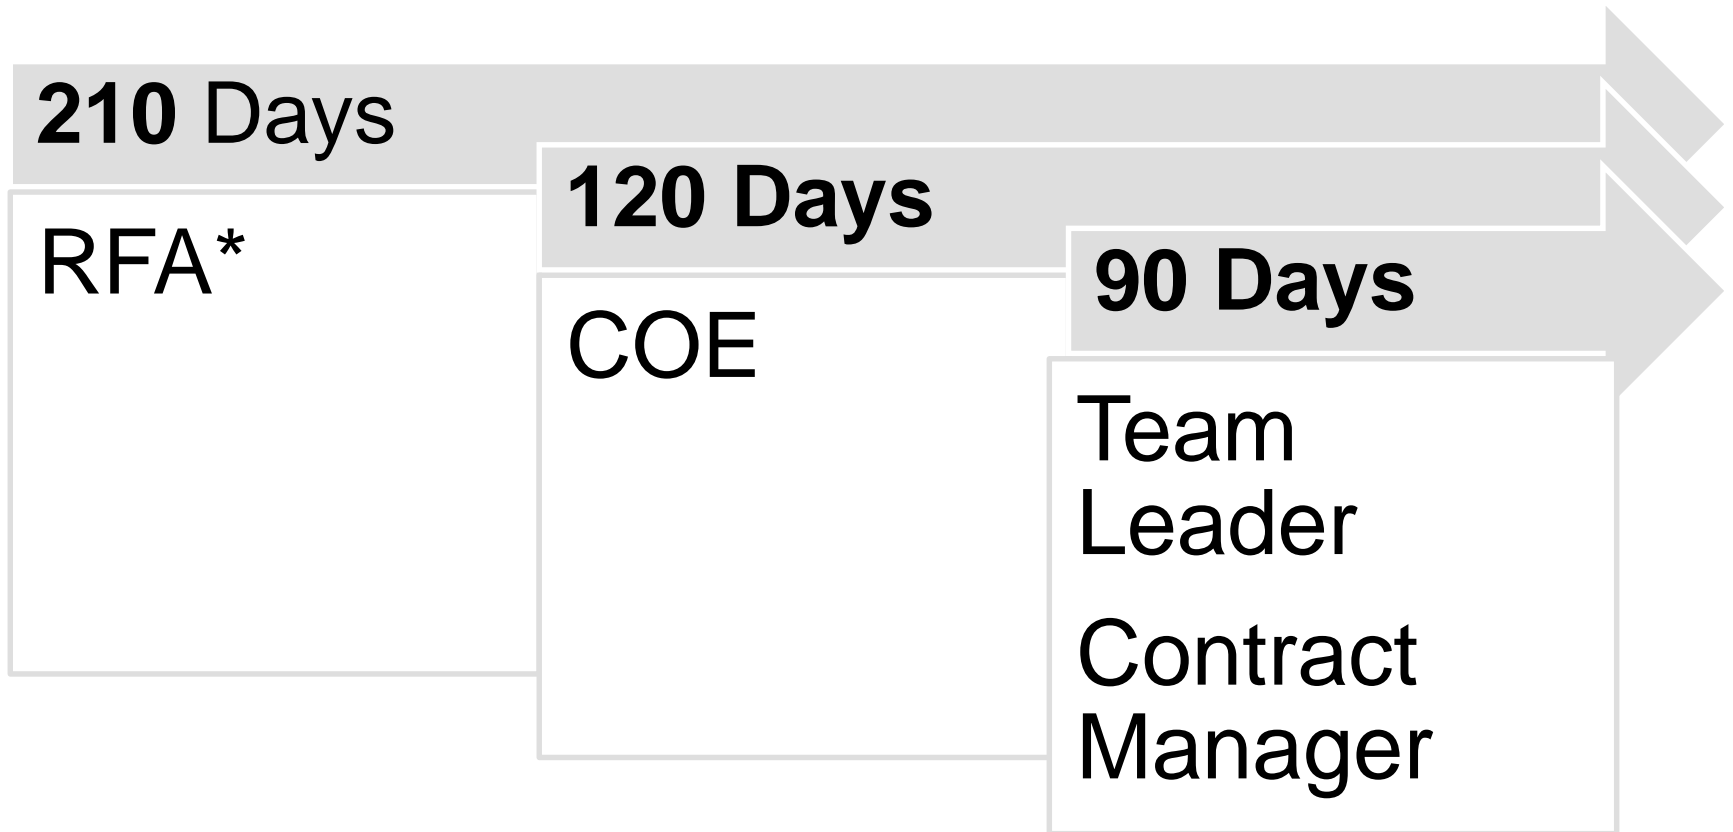 210 Days
RFA*
120 Days
COE
90 Days
Team
Leader
Contract
Manager